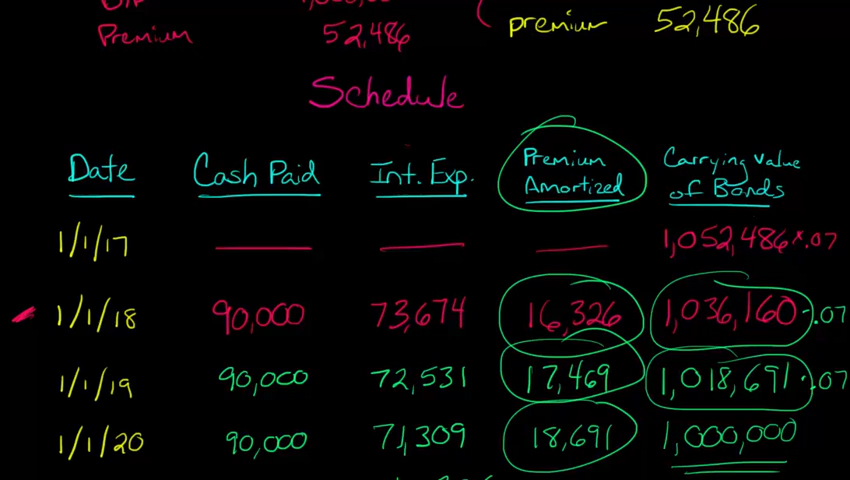 Premium 52,486 premium 52,486
Schedule
Date Cash Paid Int. Exp. Premium Amortized Carrying Value of Bonds
1/1/17 — — — 1,052,486 × .07
1/1/18 90,000 73,674 16,326 1,036,160 · .07
1/1/19 90,000 72,531 17,469 1,018,691 · .07
1/1/20 90,000 71,309 18,691 1,000,000